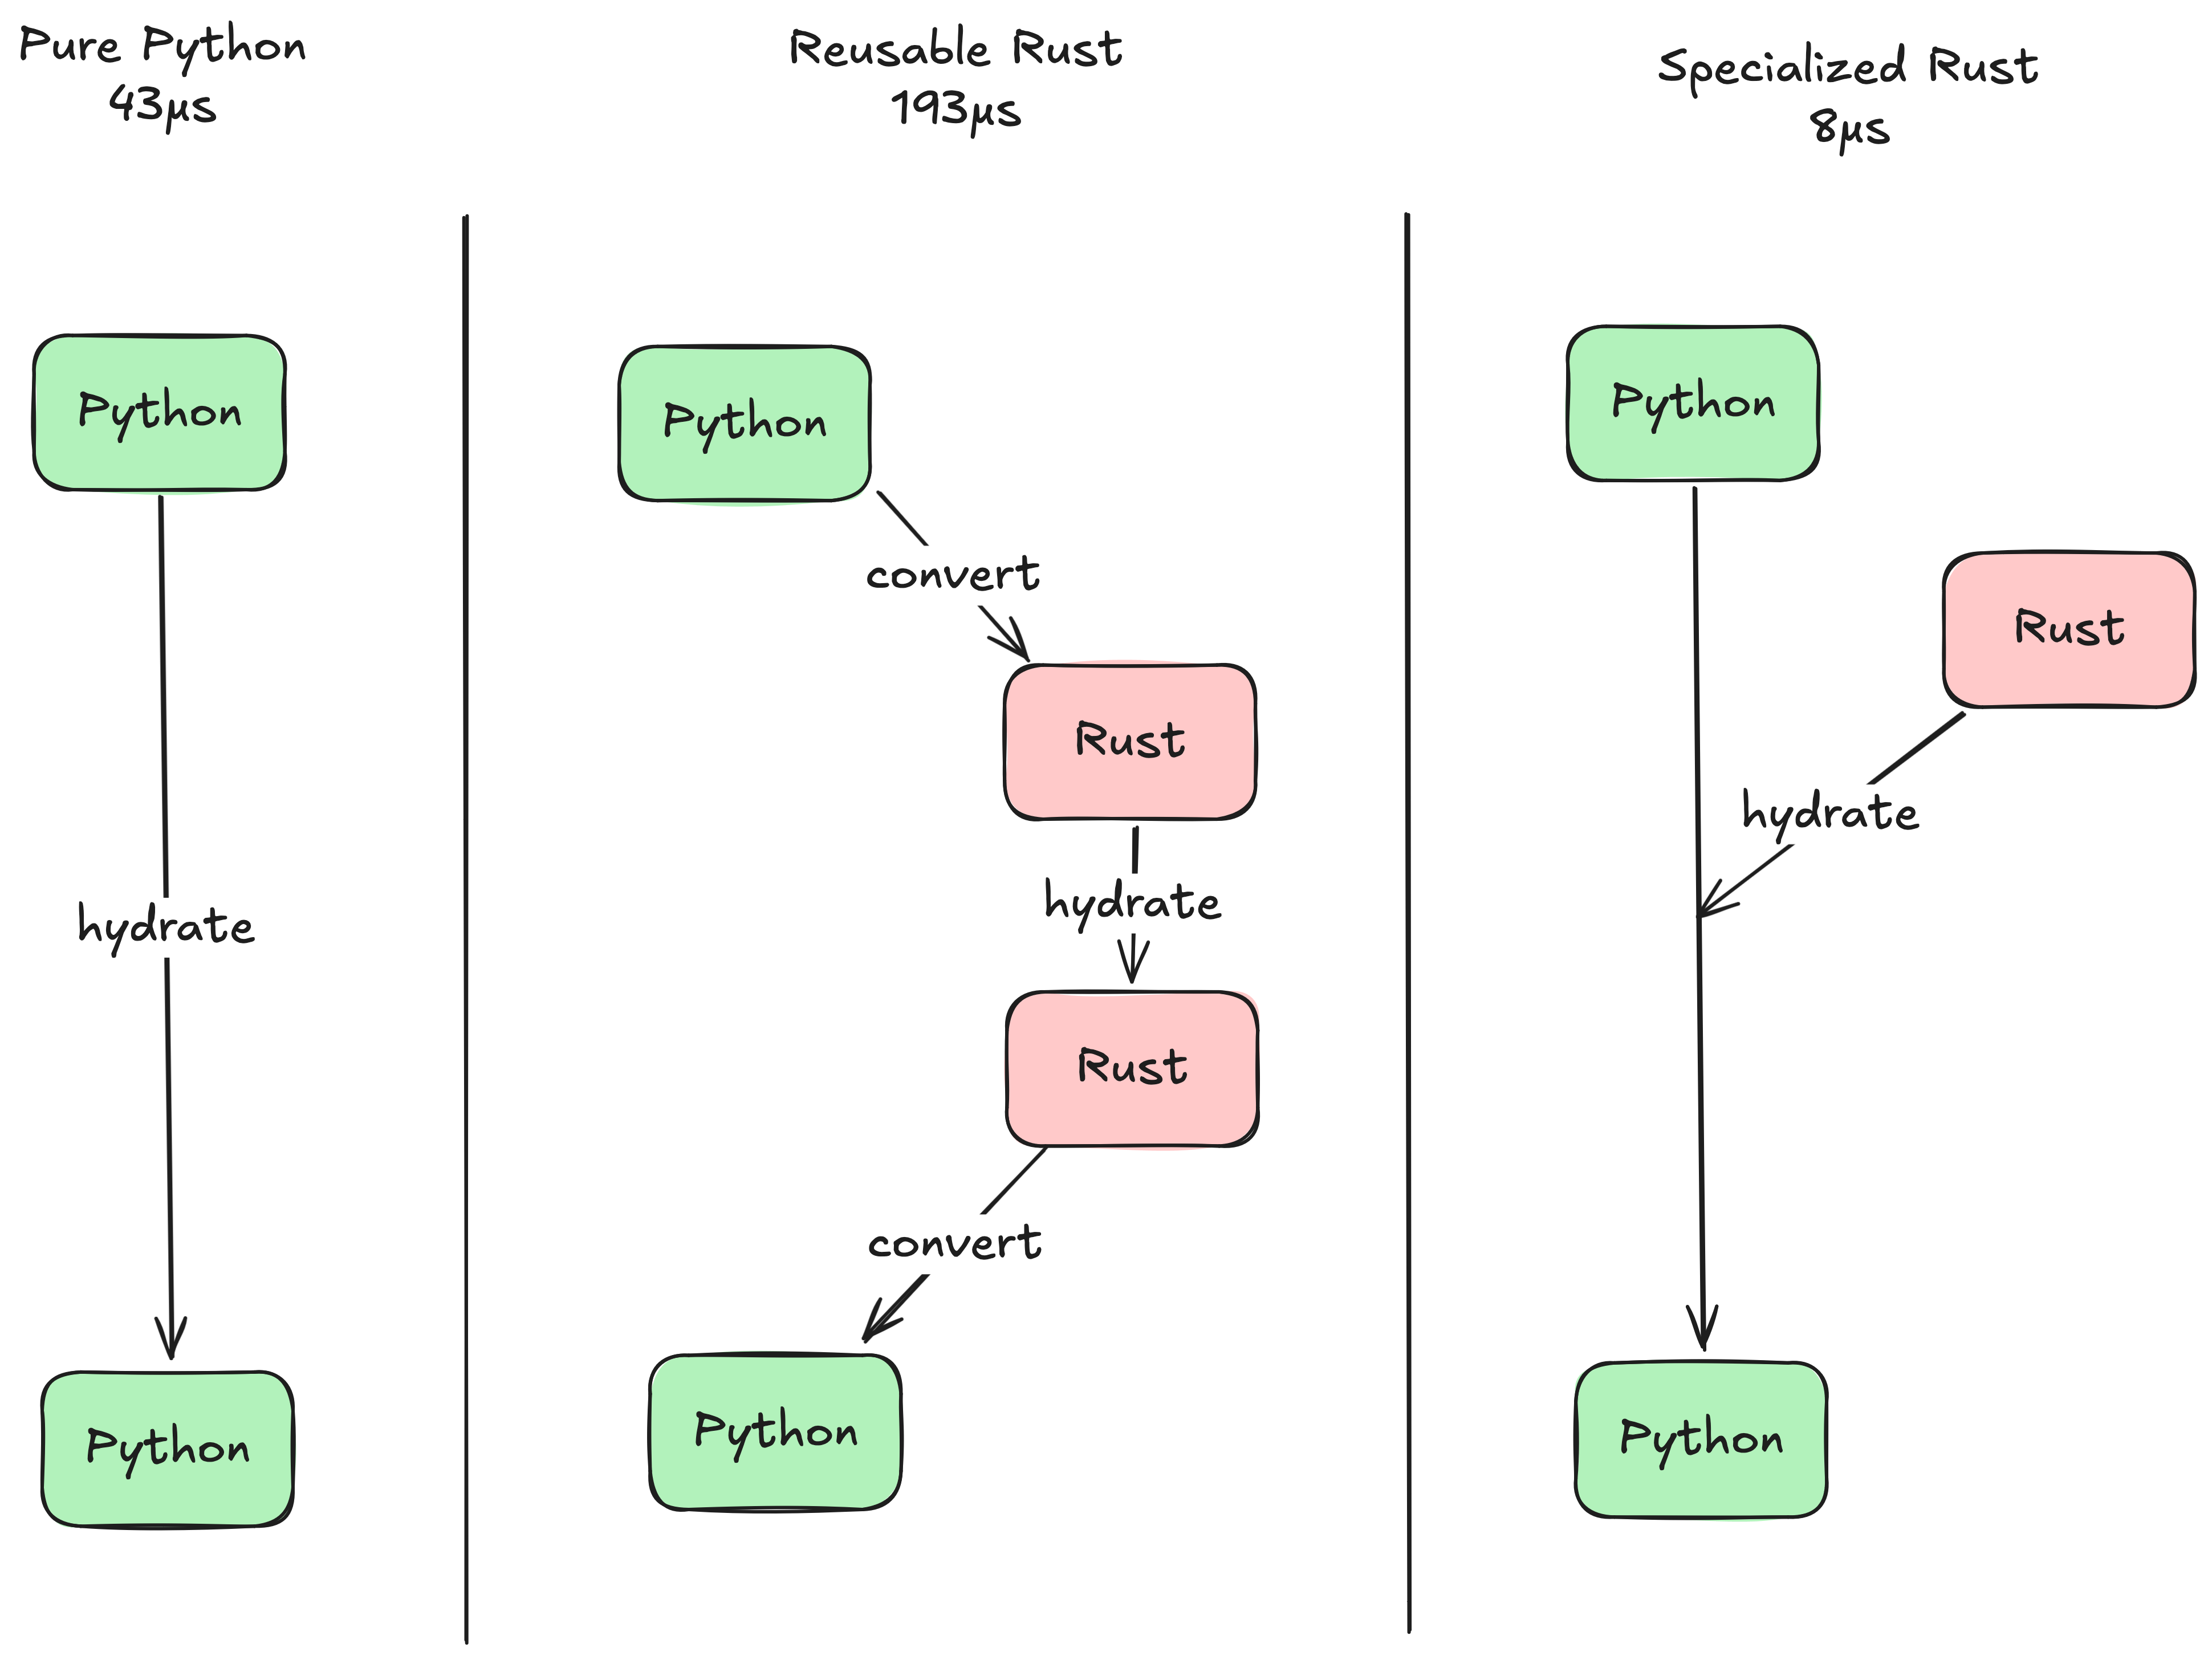 Pure Python
43µs
Python
hydrate
Python
Reusable Rust
193µs
Python
convert
Rust
hydrate
Rust
convert
Python
Specialized Rust
8µs
Python
Rust
hydrate
Python